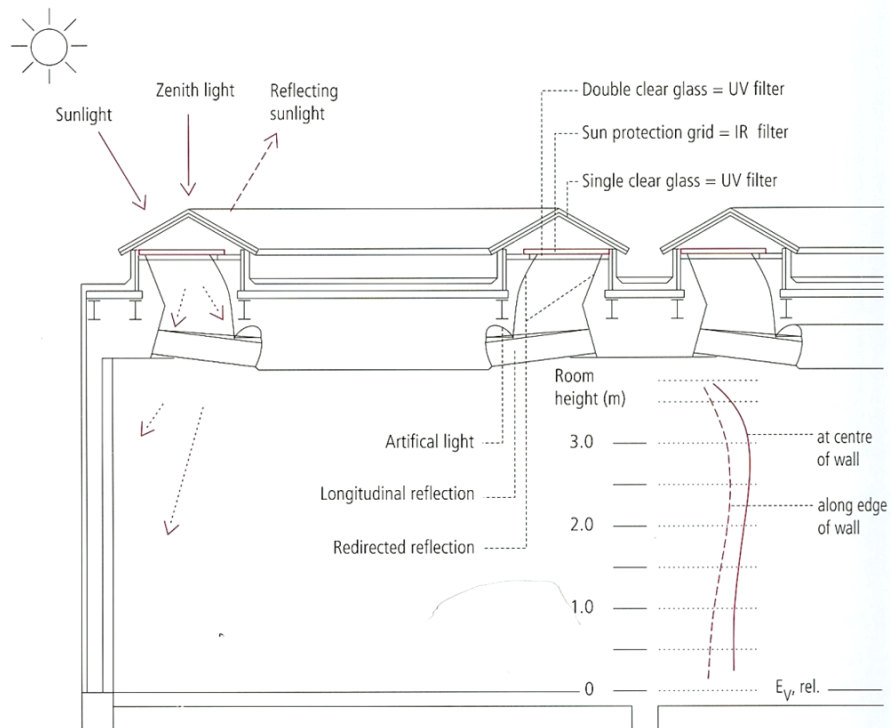 Zenith light
Reflecting
sunlight
Sunlight
Double clear glass = UV filter
Sun protection grid = IR filter
Single clear glass = UV filter
Room
height (m)
Artifical light
3.0
at centre
of wall
Longitudinal reflection
along edge
of wall
2.0
Redirected reflection
1.0
0
EV, rel.